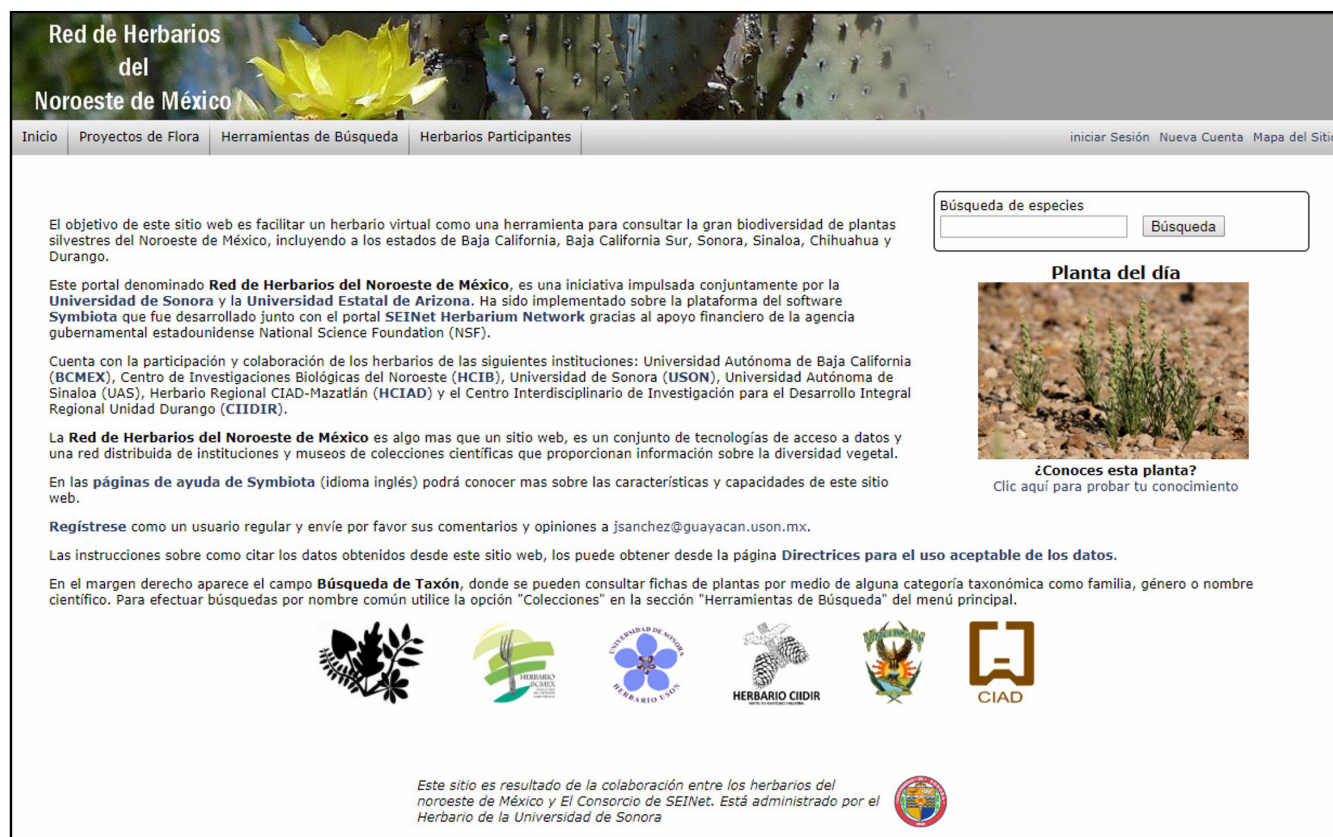 Red de Herbarios
del
Noroeste de México
Inicio
Proyectos de Flora
Herramientas de Búsqueda
Herbarios Participantes
iniciar Sesión Nueva Cuenta Mapa del Sitio
El objetivo de este sitio web es facilitar un herbario virtual como una herramienta para consultar la gran biodiversidad de plantas
silvestres del Noroeste de México, incluyendo a los estados de Baja California, Baja California Sur, Sonora, Sinaloa, Chihuahua y
Durango.
Este portal denominado Red de Herbarios del Noroeste de México, es una iniciativa impulsada conjuntamente por la
Universidad de Sonora y la Universidad Estatal de Arizona. Ha sido implementado sobre la plataforma del software
Symbiota que fue desarrollado junto con el portal SEINet Herbarium Network gracias al apoyo financiero de la agencia
gubernamental estadounidense National Science Foundation (NSF).
Cuenta con la participación y colaboración de los herbarios de las siguientes instituciones: Universidad Autónoma de Baja California
(BCMEX), Centro de Investigaciones Biológicas del Noroeste (HCIB), Universidad de Sonora (USON), Universidad Autónoma de
Sinaloa (UAS), Herbario Regional CIAD-Mazatlán (HCIAD) y el Centro Interdisciplinario de Investigación para el Desarrollo Integral
Regional Unidad Durango (CIIDIR).
La Red de Herbarios del Noroeste de México es algo mas que un sitio web, es un conjunto de tecnologías de acceso a datos y
una red distribuida de instituciones y museos de colecciones científicas que proporcionan información sobre la diversidad vegetal.
En las páginas de ayuda de Symbiota (idioma inglés) podrá conocer mas sobre las características y capacidades de este sitio
web.
Regístrese como un usuario regular y envíe por favor sus comentarios y opiniones a jsanchez@guayacan.uson.mx.
Búsqueda de especies
Búsqueda
Planta del día
¿Conoces esta planta?
Clic aquí para probar tu conocimiento
Las instrucciones sobre como citar los datos obtenidos desde este sitio web, los puede obtener desde la página Directrices para el uso aceptable de los datos.
En el margen derecho aparece el campo Búsqueda de Taxón, donde se pueden consultar fichas de plantas por medio de alguna categoría taxonómica como familia, género o nombre
científico. Para efectuar búsquedas por nombre común utilice la opción "Colecciones" en la sección "Herramientas de Búsqueda" del menú principal.
HERBARIO
BCMEX
UNIVERSIDAD DE SONORA
HERBARIO USON
HERBARIO CIIDIR
CIAD
Este sitio es resultado de la colaboración entre los herbarios del
noroeste de México y El Consorcio de SEINet. Está administrado por el
Herbario de la Universidad de Sonora